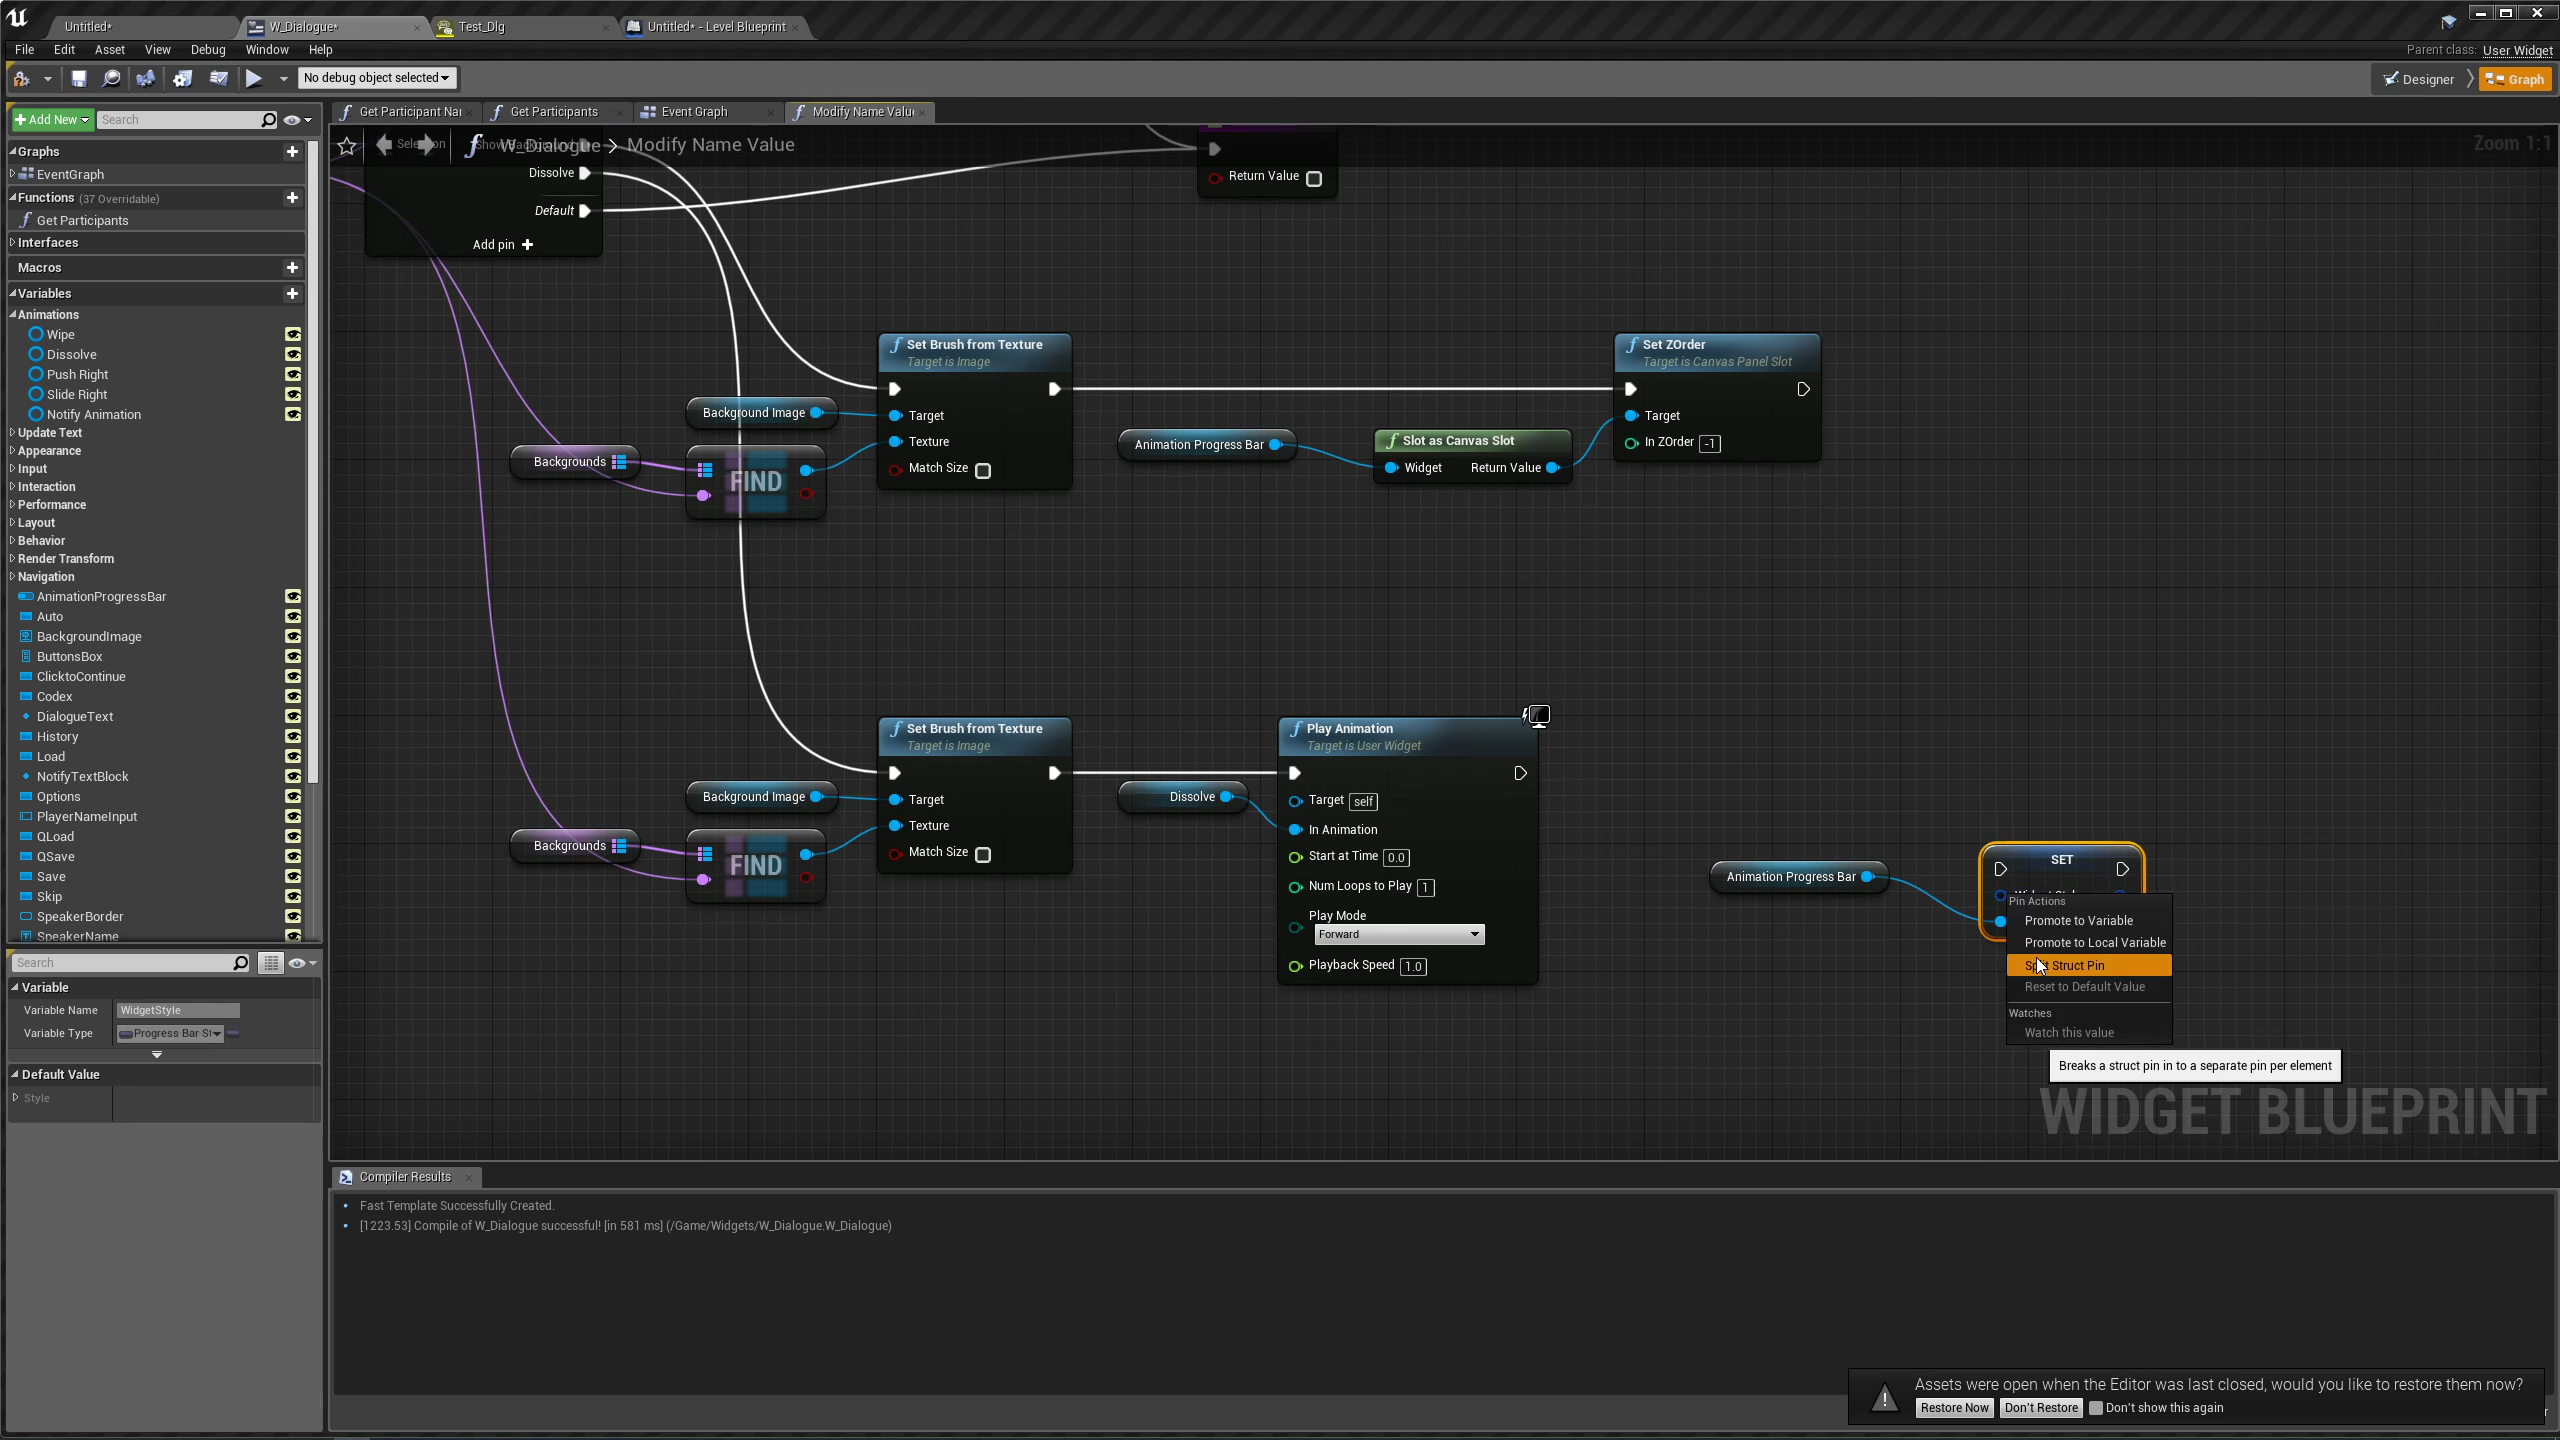 Untitled*
W_Dialogue*
Test_Dlg
Untitled* - Level Blueprint
File
Edit
Asset
View
Debug
Window
Help
Parent class: User Widget
No debug object selected
Designer
Graph
Add New
Search
Get Participant Na
Get Participants
Event Graph
Modify Name Valu
W_Dialogue > Modify Name Value
Zoom 1:1
Graphs
EventGraph
Functions (37 Overridable)
Get Participants
Interfaces
Macros
Variables
Animations
Wipe
Dissolve
Push Right
Slide Right
Notify Animation
Update Text
Appearance
Input
Interaction
Performance
Layout
Behavior
Render Transform
Navigation
AnimationProgressBar
Auto
BackgroundImage
ButtonsBox
ClicktoContinue
Codex
DialogueText
History
Load
NotifyTextBlock
Options
PlayerNameInput
QLoad
QSave
Save
Skip
SpeakerBorder
SpeakerName
Search
Variable
Variable Name WidgetStyle
Variable Type Progress Bar St
Default Value
Style
Selection
Show Background
Dissolve
Default
Add pin +
Return Value
Set Brush from Texture
Target is Image
Target
Texture
Match Size
Background Image
Backgrounds
FIND
Animation Progress Bar
Slot as Canvas Slot
Widget Return Value
Set ZOrder
Target is Canvas Panel Slot
Target
In ZOrder -1
Set Brush from Texture
Target is Image
Target
Texture
Match Size
Background Image
Backgrounds
FIND
Dissolve
Play Animation
Target is User Widget
Target self
In Animation
Start at Time 0.0
Num Loops to Play 1
Play Mode
Forward
Playback Speed 1.0
Animation Progress Bar
SET
Pin Actions
Promote to Variable
Promote to Local Variable
Struct Pin
Reset to Default Value
Watches
Watch this value
Breaks a struct pin in to a separate pin per element
WIDGET BLUEPRINT
Compiler Results
Fast Template Successfully Created.
[1223.53] Compile of W_Dialogue successful! [in 581 ms] (/Game/Widgets/W_Dialogue.W_Dialogue)
Assets were open when the Editor was last closed, would you like to restore them now?
Restore Now
Don't Restore
Don't show this again